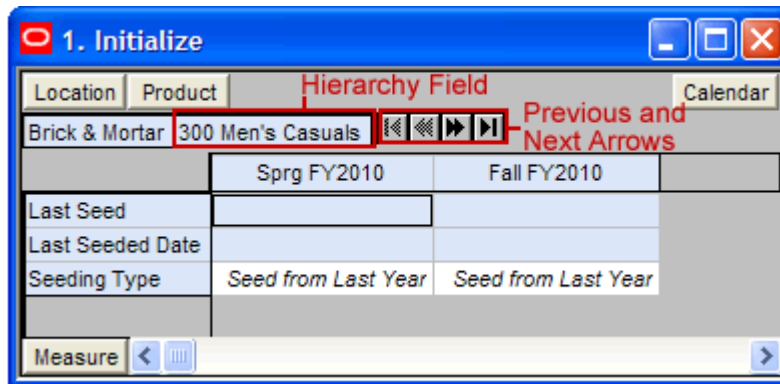 1. Initialize
Location Product Hierarchy Field Calendar
Brick & Mortar 300 Men's Casuals Previous and
Next Arrows
Sprg FY2010 Fall FY2010
Last Seed
Last Seeded Date
Seeding Type Seed from Last Year Seed from Last Year
Measure